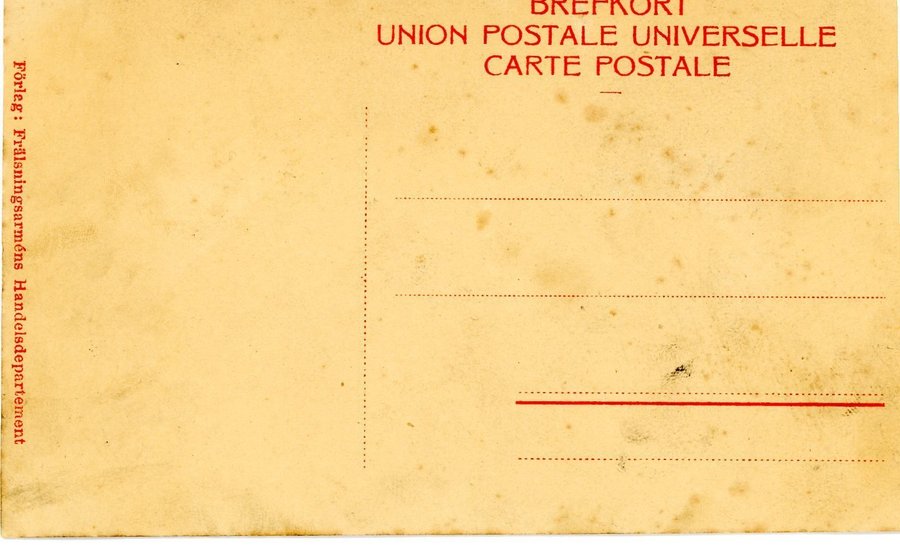 BREFKORT
UNION POSTALE UNIVERSELLE
CARTE POSTALE
Förlag: Frälsningsarméns Handelsdepartement